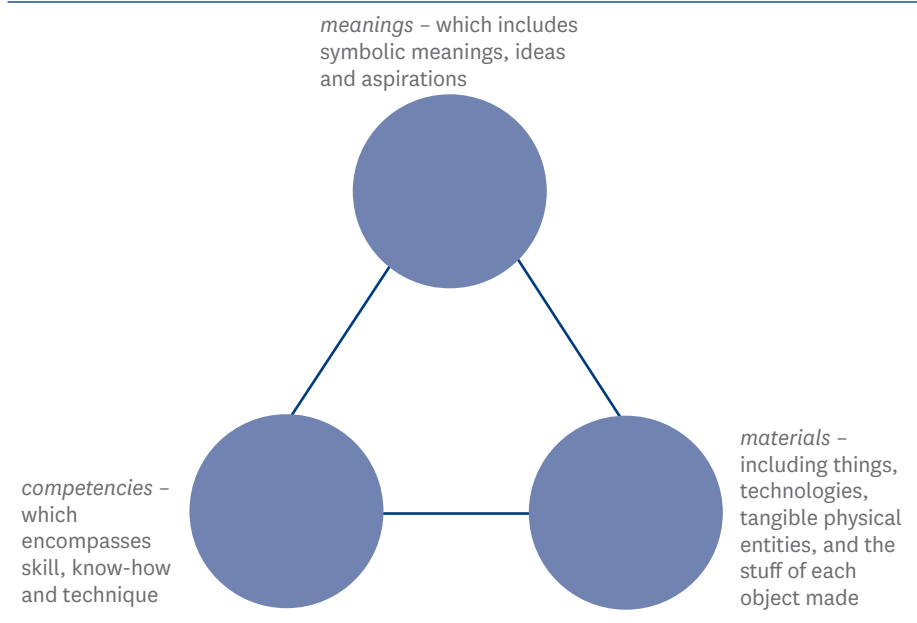 meanings – which includes
symbolic meanings, ideas
and aspirations
competencies –
which
encompasses
skill, know-how
and technique
materials –
including things,
technologies,
tangible physical
entities, and the
stuff of each
object made